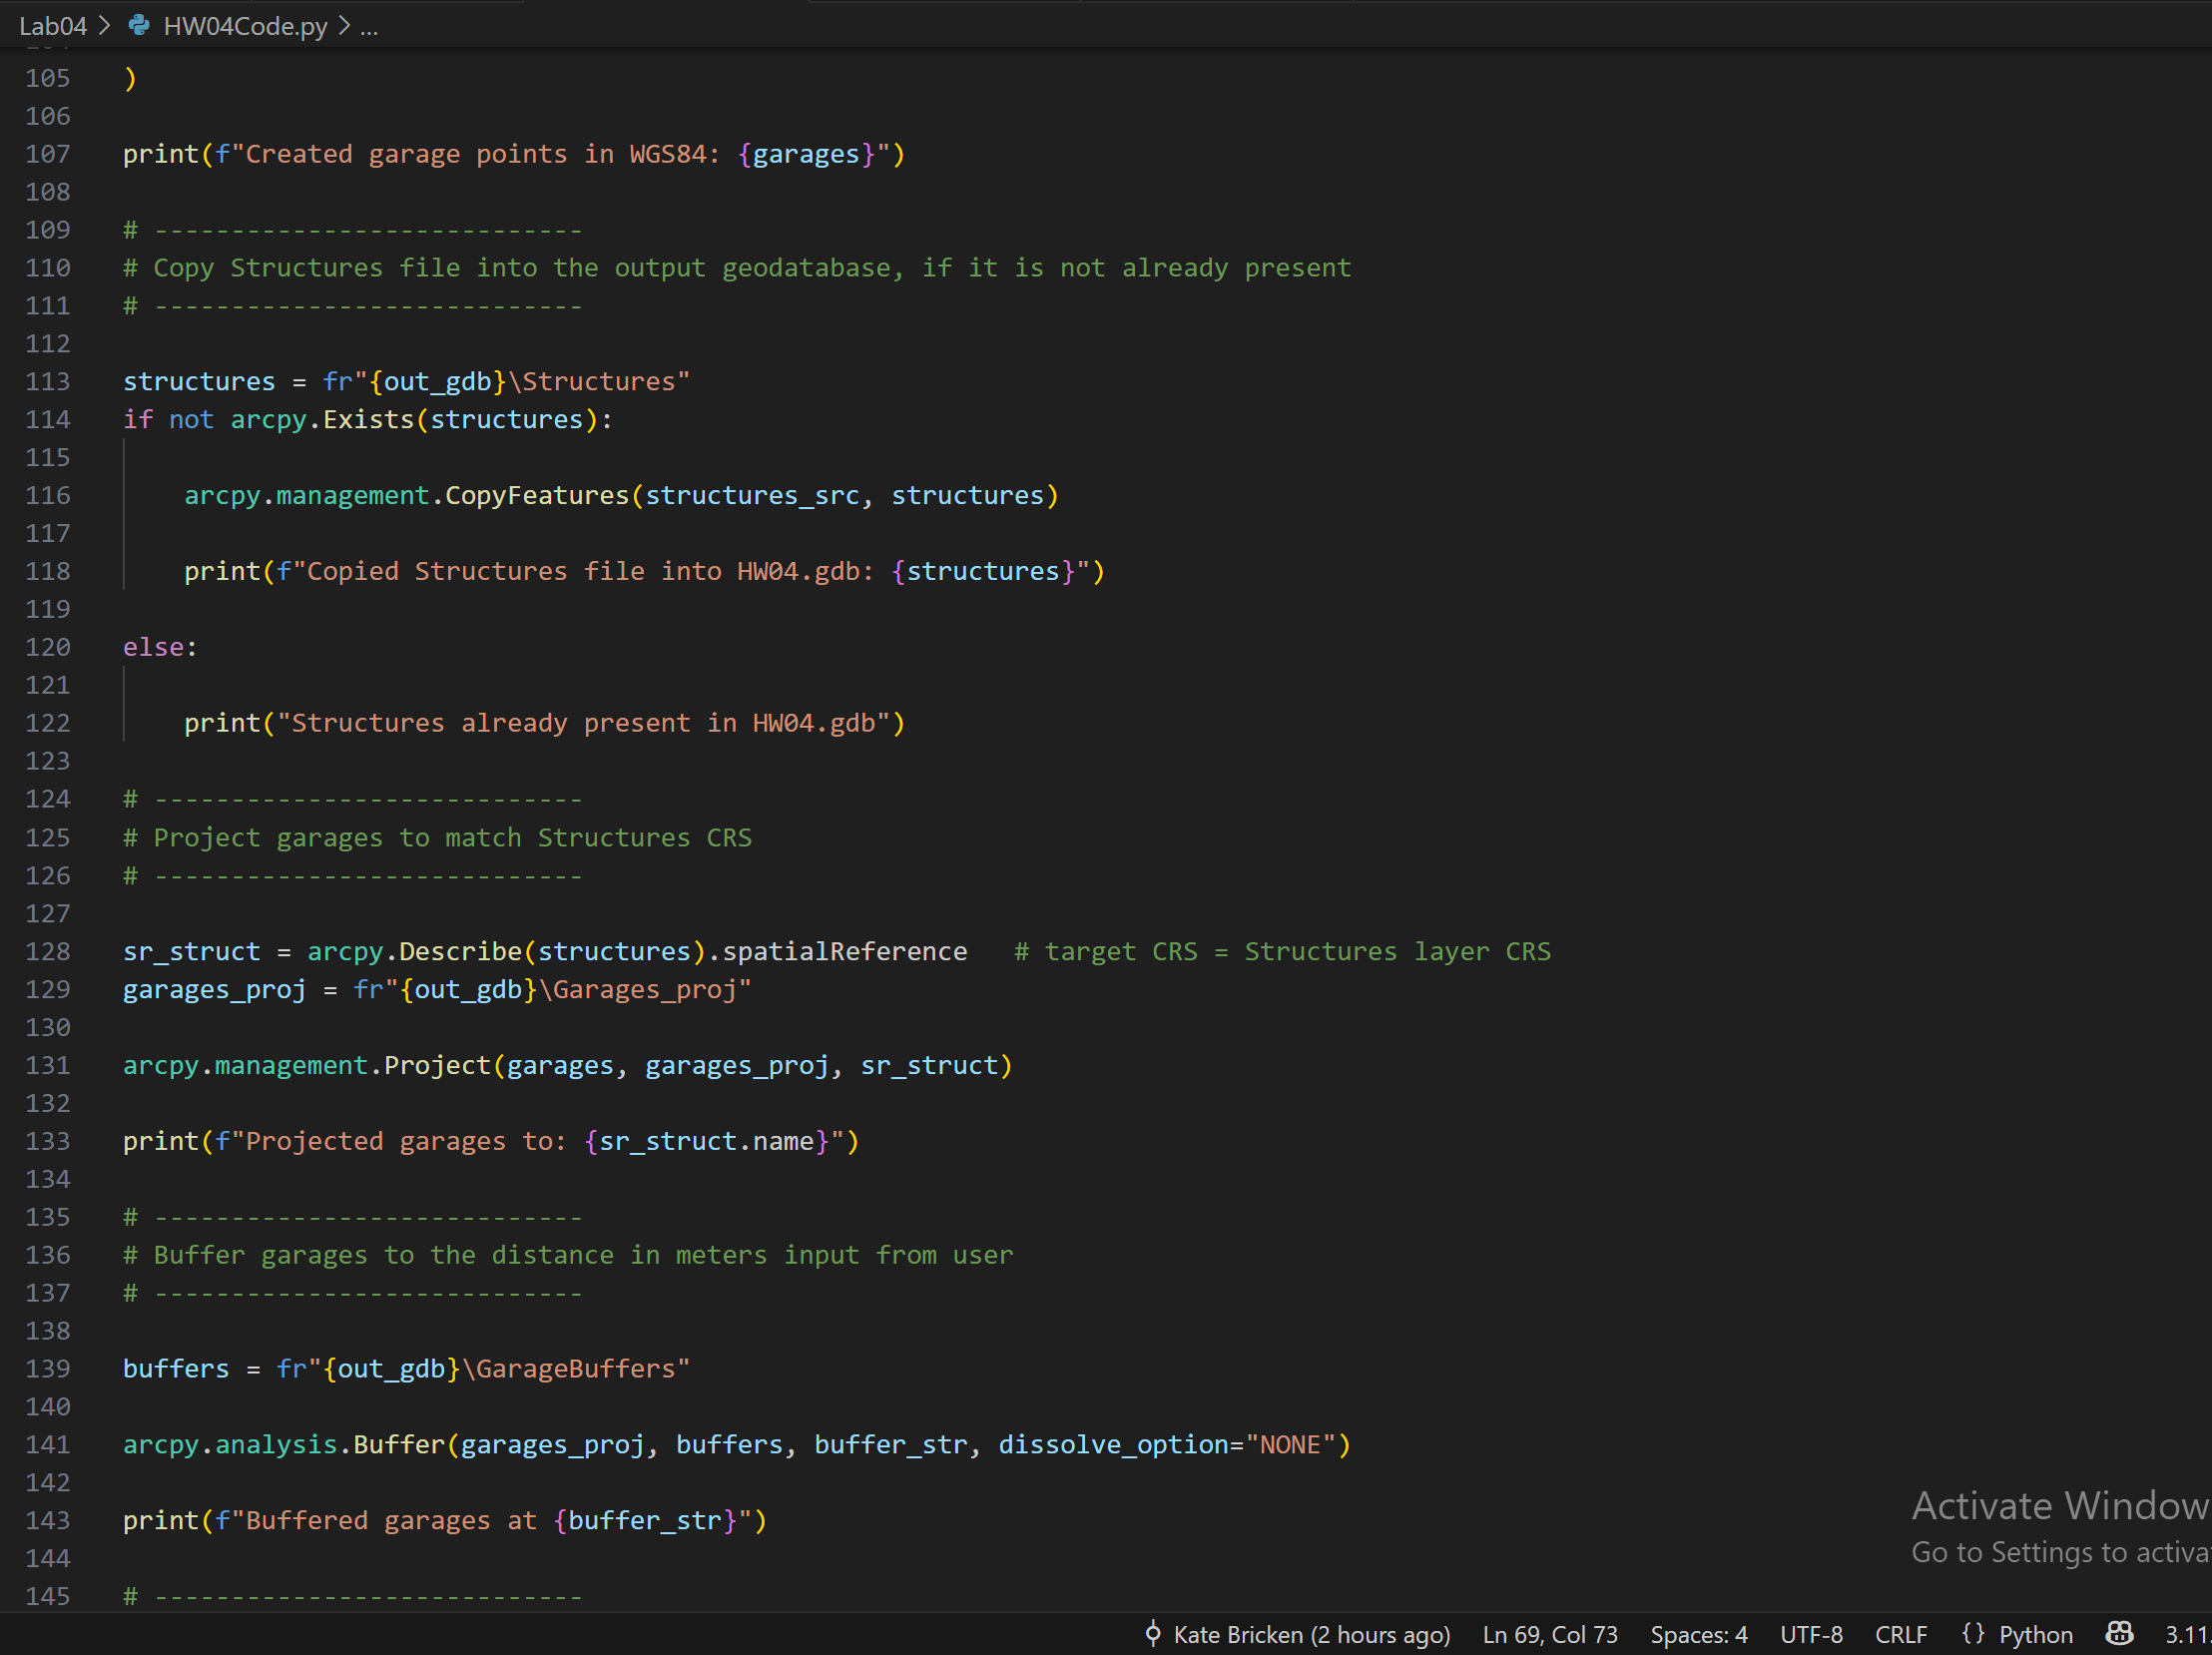 Lab04 > HW04Code.py > ...
105 )
106
107 print(f"Created garage points in WGS84: {garages}")
108
109 # ----------------------------
110 # Copy Structures file into the output geodatabase, if it is not already present
111 # ----------------------------
112
113 structures = fr"{out_gdb}\Structures"
114 if not arcpy.Exists(structures):
115
116     arcpy.management.CopyFeatures(structures_src, structures)
117
118     print(f"Copied Structures file into HW04.gdb: {structures}")
119
120 else:
121
122     print("Structures already present in HW04.gdb")
123
124 # ----------------------------
125 # Project garages to match Structures CRS
126 # ----------------------------
127
128 sr_struct = arcpy.Describe(structures).spatialReference   # target CRS = Structures layer CRS
129 garages_proj = fr"{out_gdb}\Garages_proj"
130
131 arcpy.management.Project(garages, garages_proj, sr_struct)
132
133 print(f"Projected garages to: {sr_struct.name}")
134
135 # ----------------------------
136 # Buffer garages to the distance in meters input from user
137 # ----------------------------
138
139 buffers = fr"{out_gdb}\GarageBuffers"
140
141 arcpy.analysis.Buffer(garages_proj, buffers, buffer_str, dissolve_option="NONE")
142
143 print(f"Buffered garages at {buffer_str}")
144
145 # ----------------------------
Activate Window
Go to Settings to activa
Kate Bricken (2 hours ago) Ln 69, Col 73 Spaces: 4 UTF-8 CRLF {} Python 3.11.